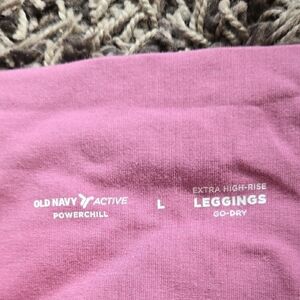 OLD NAVY ACTIVE
POWERCHILL
L
EXTRA HIGH-RISE
LEGGINGS
GO-DRY